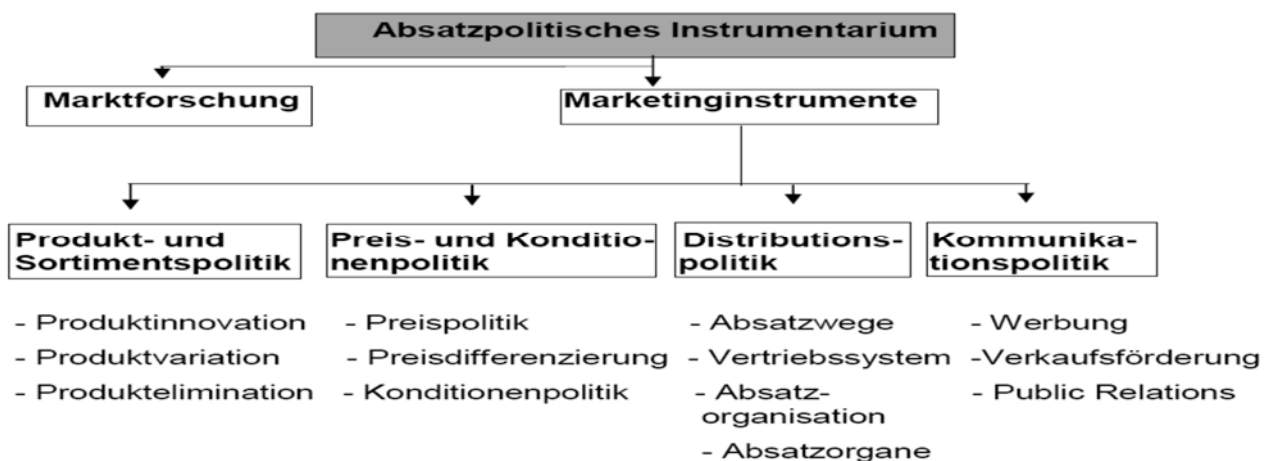 Absatzpolitisches Instrumentarium
Marktforschung
Marketinginstrumente
Produkt- und
Sortimentspolitik
Preis- und Konditio-
nenpolitik
Distributions-
politik
Kommunika-
tionspolitik
- Produktinnovation
- Produktvariation
- Produktelimination
- Preispolitik
- Preisdifferenzierung
- Konditionenpolitik
- Absatzwege
- Vertriebssystem
- Absatz-
organisation
- Absatzorgane
- Werbung
-Verkaufsförderung
- Public Relations